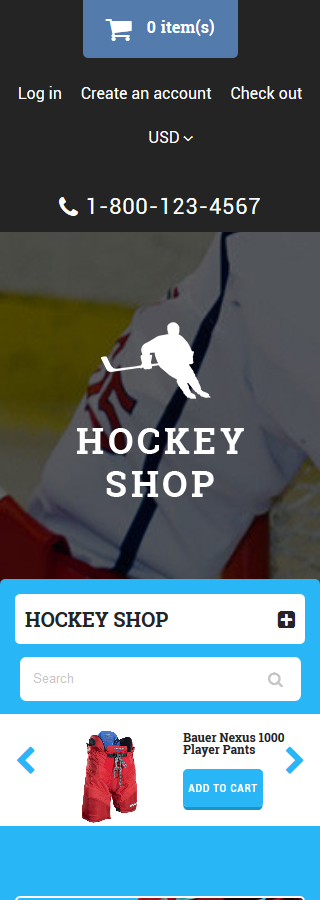 0 item(s)
Log in Create an account Check out
USD
1-800-123-4567
HOCKEY
SHOP
HOCKEY SHOP
Search
Bauer Nexus 1000
Player Pants
ADD TO CART